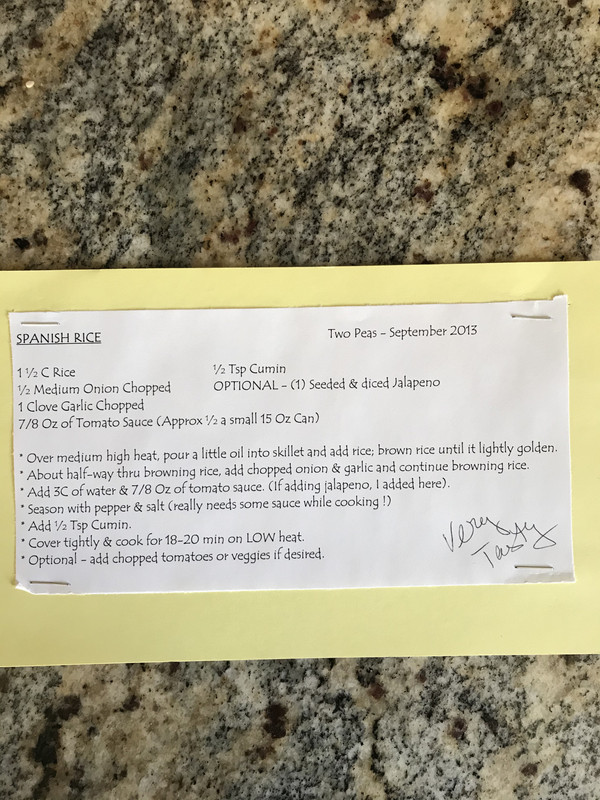 SPANISH RICE
Two Peas - September 2013
1 ½ C Rice
½ Medium Onion Chopped
1 Clove Garlic Chopped
7/8 Oz of Tomato Sauce (Approx ½ a small 15 Oz Can)
½ Tsp Cumin
OPTIONAL - (1) Seeded & diced Jalapeno
* Over medium high heat, pour a little oil into skillet and add rice; brown rice until it lightly golden.
* About half-way thru browning rice, add chopped onion & garlic and continue browning rice.
* Add 3C of water & 7/8 Oz of tomato sauce. (If adding jalapeno, I added here).
* Season with pepper & salt (really needs some sauce while cooking !)
* Add ½ Tsp Cumin.
* Cover tightly & cook for 18-20 min on LOW heat.
* Optional - add chopped tomatoes or veggies if desired.
Very
Tasty